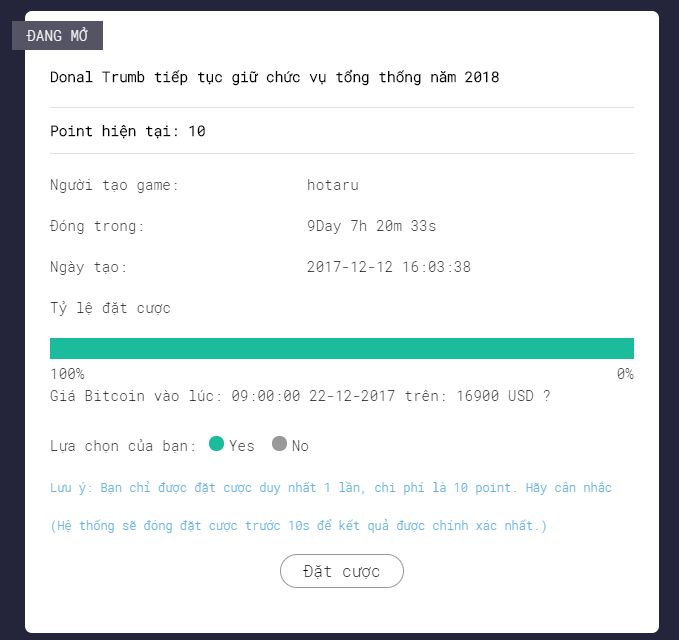 ĐANG MỞ
Donal Trumb tiếp tục giữ chức vụ tổng thống năm 2018
Point hiện tại: 10
Người tạo game: hotaru
Đóng trong: 9Day 7h 20m 33s
Ngày tạo: 2017-12-12 16:03:38
Tỷ lệ đặt cược
100% 0%
Giá Bitcoin vào lúc: 09:00:00 22-12-2017 trên: 16900 USD ?
Lựa chọn của bạn: Yes No
Lưu ý: Bạn chỉ được đặt cược duy nhất 1 lần, chi phí là 10 point. Hãy cân nhắc
(Hệ thống sẽ đóng đặt cược trước 10s để kết quả được chính xác nhất.)
Đặt cược